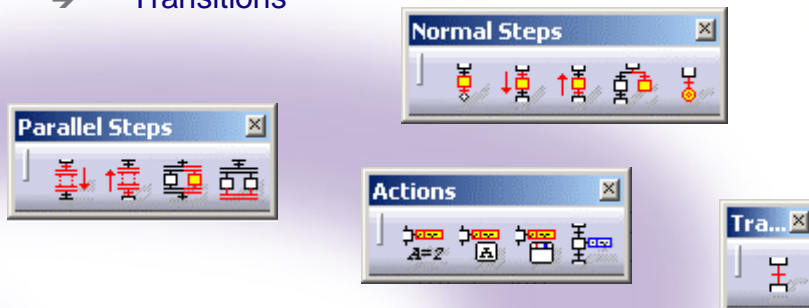 Transitions
Normal Steps
Parallel Steps
Actions
A=2
A
Tra...